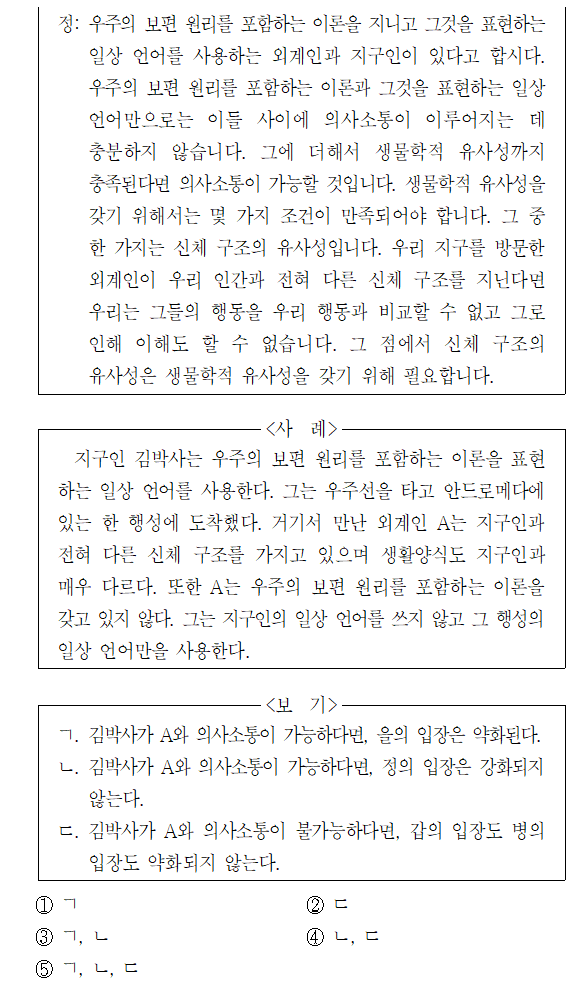 정: 우주의 보편 원리를 포함하는 이론을 지니고 그것을 표현하는
일상 언어를 사용하는 외계인과 지구인이 있다고 합시다.
우주의 보편 원리를 포함하는 이론과 그것을 표현하는 일상
언어만으로는 이들 사이에 의사소통이 이루어지는 데
충분하지 않습니다. 그에 더해서 생물학적 유사성까지
충족된다면 의사소통이 가능할 것입니다. 생물학적 유사성을
갖기 위해서는 몇 가지 조건이 만족되어야 합니다. 그 중
한 가지는 신체 구조의 유사성입니다. 우리 지구를 방문한
외계인이 우리 인간과 전혀 다른 신체 구조를 지닌다면
우리는 그들의 행동을 우리 행동과 비교할 수 없고 그로
인해 이해도 할 수 없습니다. 그 점에서 신체 구조의
유사성은 생물학적 유사성을 갖기 위해 필요합니다.
<사 례>
지구인 김박사는 우주의 보편 원리를 포함하는 이론을 표현
하는 일상 언어를 사용한다. 그는 우주선을 타고 안드로메다에
있는 한 행성에 도착했다. 거기서 만난 외계인 A는 지구인과
전혀 다른 신체 구조를 가지고 있으며 생활양식도 지구인과
매우 다르다. 또한 A는 우주의 보편 원리를 포함하는 이론을
갖고 있지 않다. 그는 지구인의 일상 언어를 쓰지 않고 그 행성의
일상 언어만을 사용한다.
<보 기>
ㄱ. 김박사가 A와 의사소통이 가능하다면, 을의 입장은 약화된다.
ㄴ. 김박사가 A와 의사소통이 가능하다면, 정의 입장은 강화되지
않는다.
ㄷ. 김박사가 A와 의사소통이 불가능하다면, 갑의 입장도 병의
입장도 약화되지 않는다.
① ㄱ ② ㄷ
③ ㄱ, ㄴ ④ ㄴ, ㄷ
⑤ ㄱ, ㄴ, ㄷ